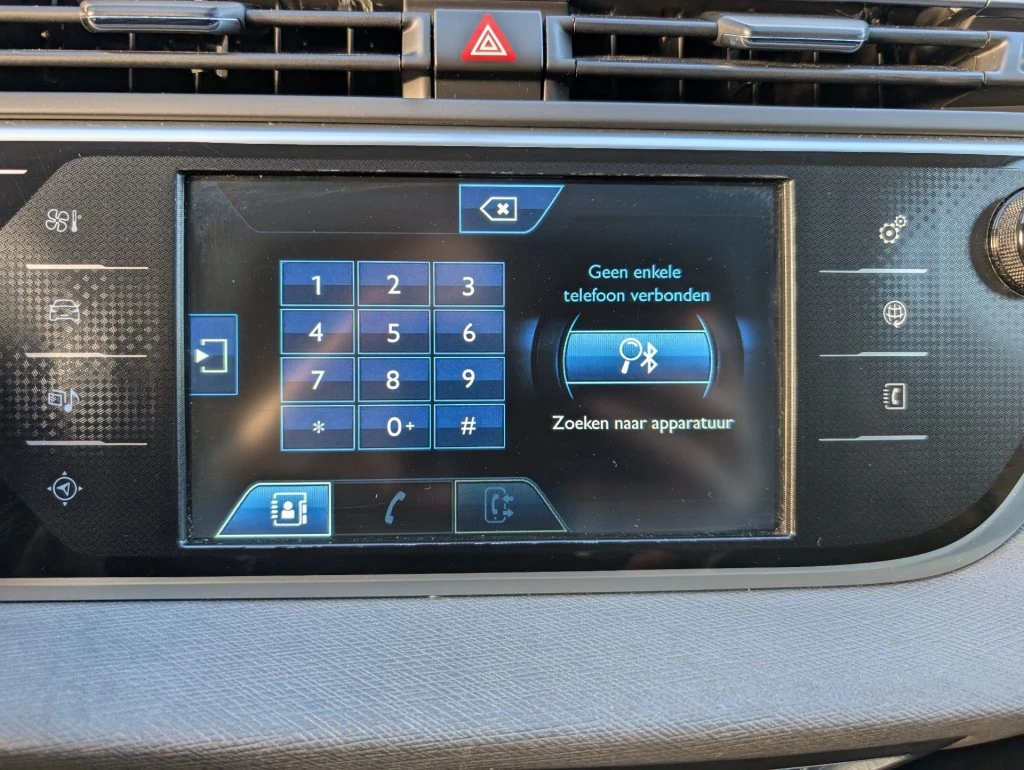 1 2 3
4 5 6
7 8 9
* 0+ #
Geen enkele
telefoon verbonden
Zoeken naar apparatuur